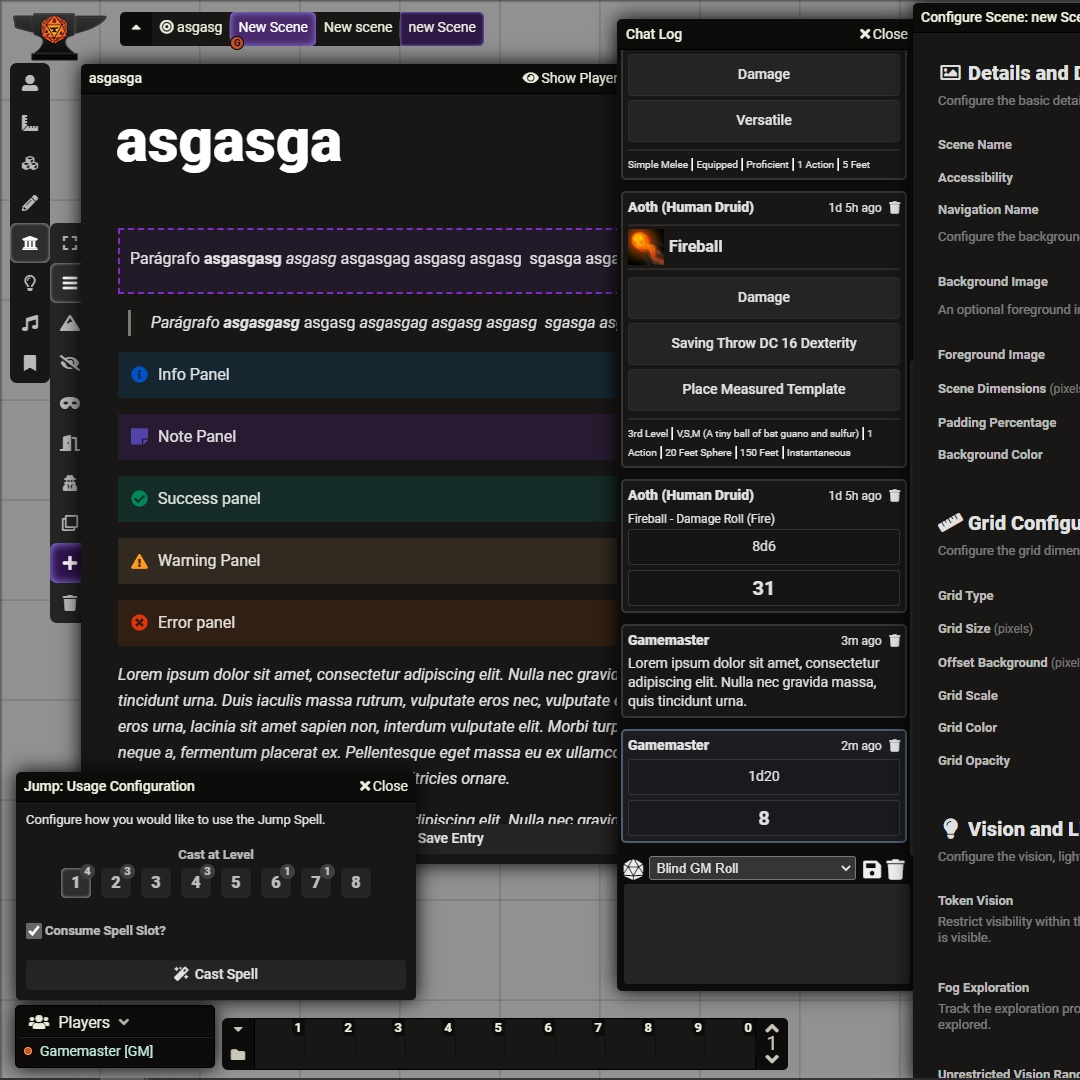 asgasg
New Scene
New scene
new Scene
G
asgasga
Show Player
asgasga
Parágrafo asgasgasg asgasg asgasgag asgasg asgasg  sgasga asga
Parágrafo asgasgasg asgasg asgasgag asgasg asgasg  sgasga as
Info Panel
Note Panel
Success panel
Warning Panel
Error panel
Lorem ipsum dolor sit amet, consectetur adipiscing elit. Nulla nec gravid
tincidunt urna. Duis iaculis massa rutrum, vulputate eros nec, vulputate e
eros urna, lacinia sit amet sapien non, interdum vulputate elit. Morbi turp
neque a, fermentum placerat ex. Pellentesque eget massa eu ex ullamco
tricies ornare.
dipiscing elit. Nulla nec gravid
Save Entry
Jump: Usage Configuration
Close
Configure how you would like to use the Jump Spell.
Cast at Level
1 4 2 3 3 4 3 5 6 1 7 1 8
Consume Spell Slot?
Cast Spell
Players
Gamemaster [GM]
1 2 3 4 5 6 7 8 9 0
1
Chat Log
Close
Damage
Versatile
Simple Melee | Equipped | Proficient | 1 Action | 5 Feet
Aoth (Human Druid)
1d 5h ago
Fireball
Damage
Saving Throw DC 16 Dexterity
Place Measured Template
3rd Level | V,S,M (A tiny ball of bat guano and sulfur) | 1
Action | 20 Feet Sphere | 150 Feet | Instantaneous
Aoth (Human Druid)
1d 5h ago
Fireball - Damage Roll (Fire)
8d6
31
Gamemaster
3m ago
Lorem ipsum dolor sit amet, consectetur
adipiscing elit. Nulla nec gravida massa,
quis tincidunt urna.
Gamemaster
2m ago
1d20
8
Blind GM Roll
Configure Scene: new Sce
Details and D
Configure the basic detai
Scene Name
Accessibility
Navigation Name
Configure the backgroun
Background Image
An optional foreground i
Foreground Image
Scene Dimensions (pixels
Padding Percentage
Background Color
Grid Configu
Configure the grid dimen
Grid Type
Grid Size (pixels)
Offset Background (pixel
Grid Scale
Grid Color
Grid Opacity
Vision and L
Configure the vision, light
Token Vision
Restrict visibility within th
is visible.
Fog Exploration
Track the exploration pro
explored.
Unrestricted Vision Rang